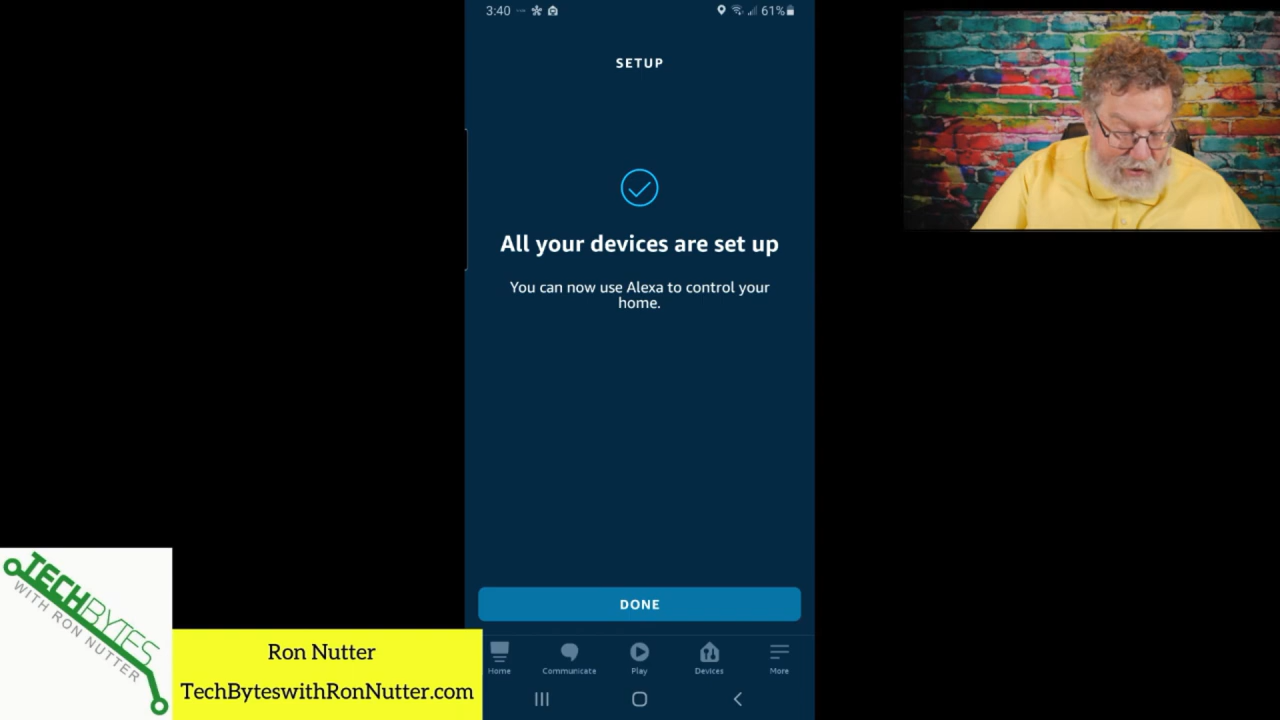 3:40
61%
SETUP
All your devices are set up
You can now use Alexa to control your
home.
DONE
Home
Communicate
Play
Devices
More
TECHBYTES
WITH RON NUTTER
Ron Nutter
TechByteswithRonNutter.com